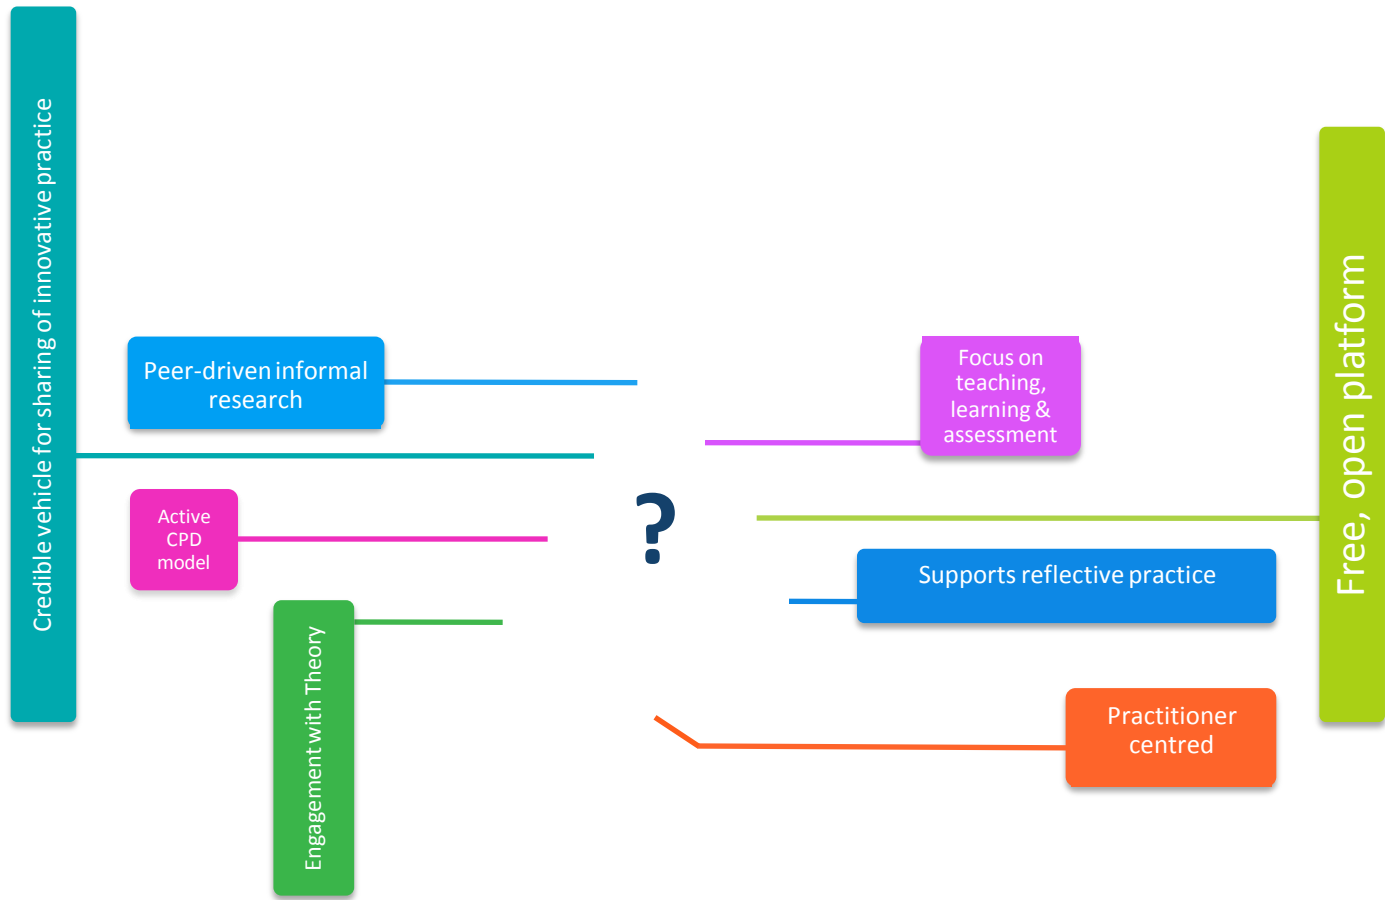 Credible vehicle for sharing of innovative practice
Peer-driven informal
research
Active
CPD
model
Engagement with Theory
?
Focus on
teaching,
learning &
assessment
Supports reflective practice
Practitioner
centred
Free, open platform